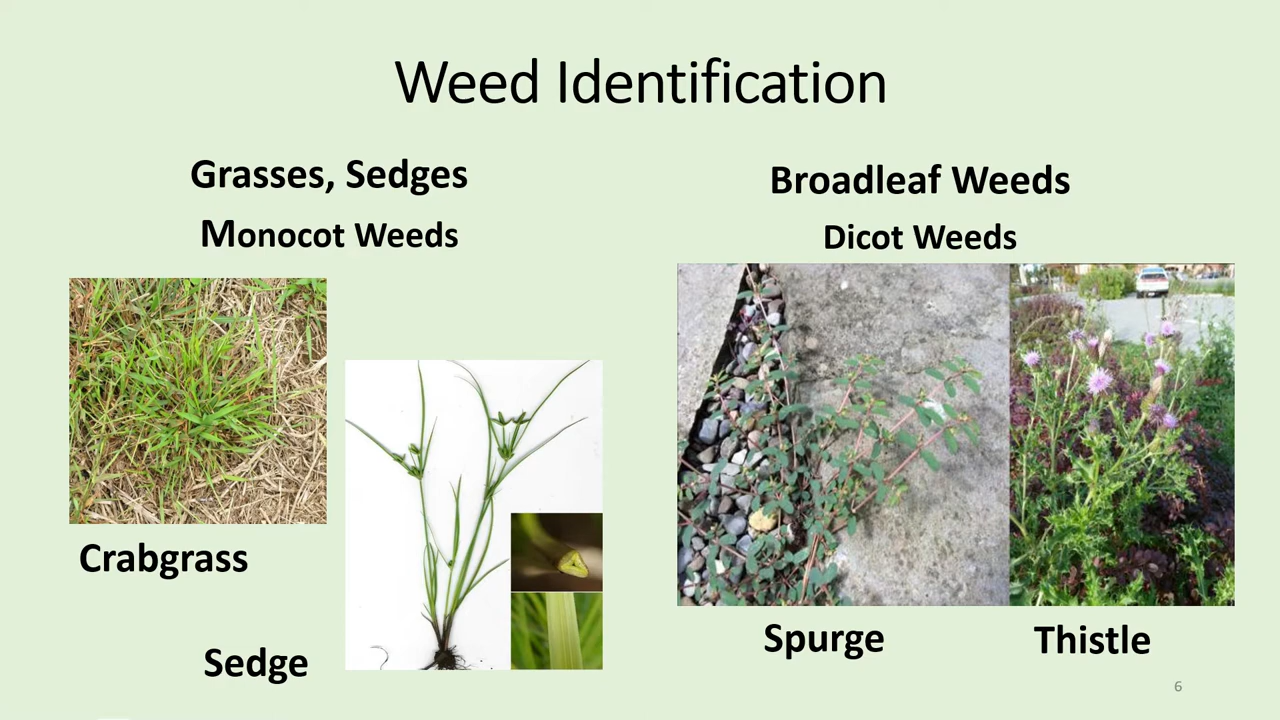 Weed Identification
Grasses, Sedges
Monocot Weeds
Crabgrass
Sedge
Broadleaf Weeds
Dicot Weeds
Spurge
Thistle
6